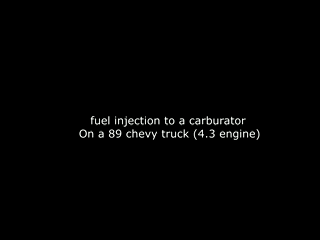 fuel injection to a carburator
On a 89 chevy truck (4.3 engine)